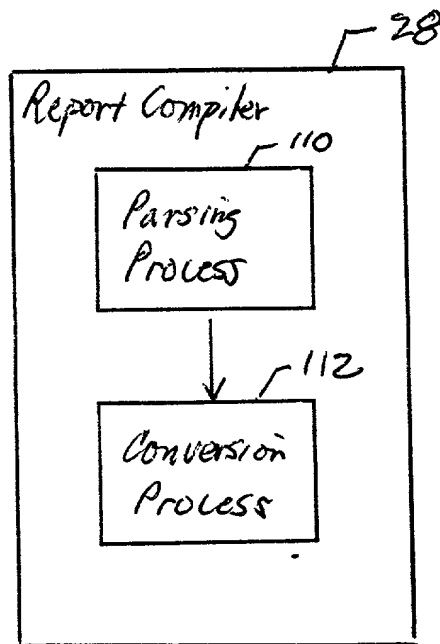 28
Report Compiler
110
Parsing
Process
112
Conversion
Process